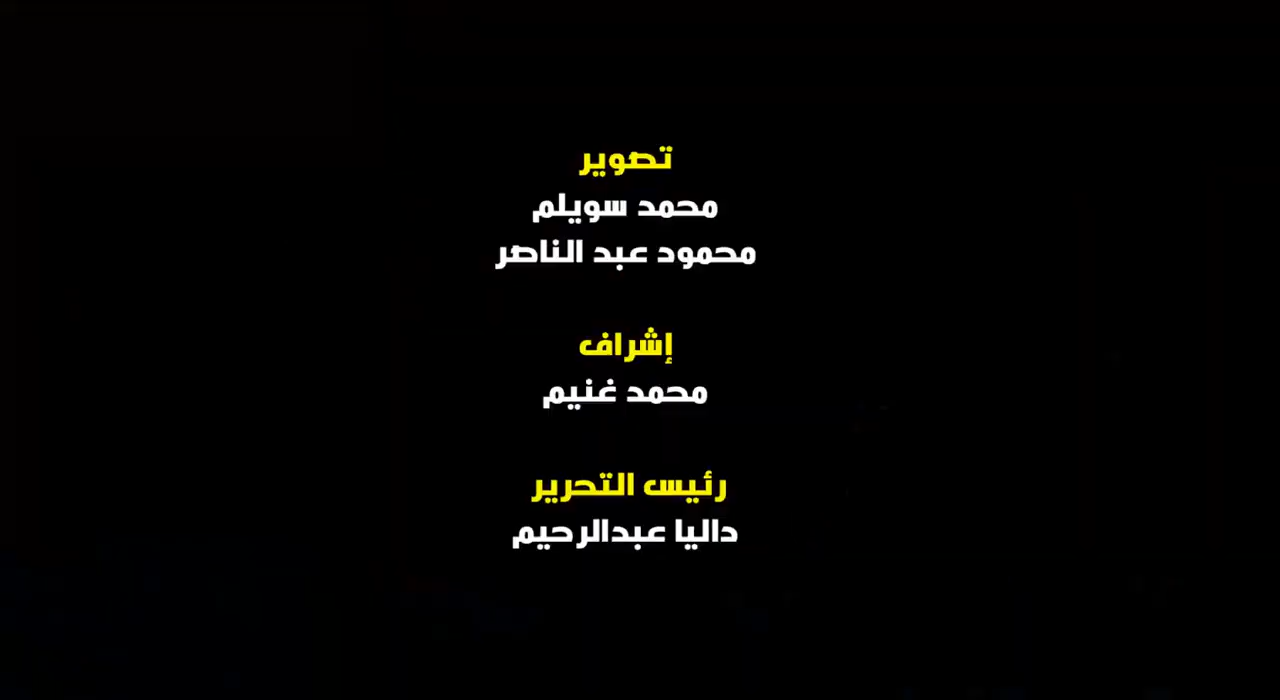 تصوير
محمد سويلم
محمود عبد الناصر
إشراف
محمد غنيم
رئيس التحرير
داليا عبدالرحيم